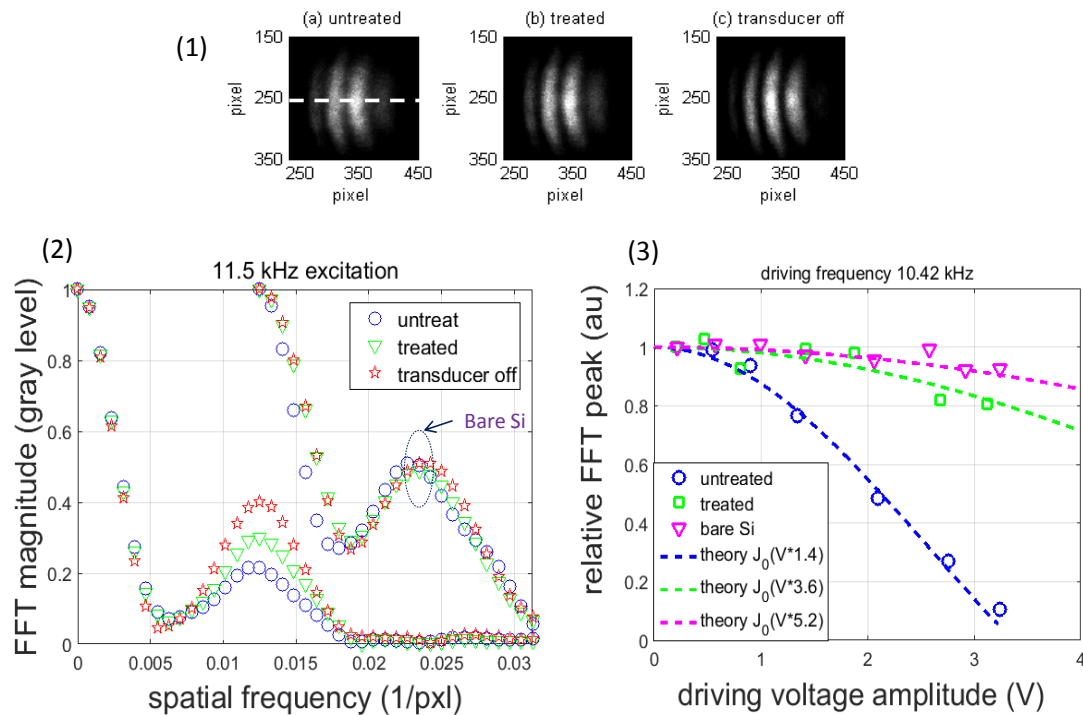 (1)
(a) untreated
(b) treated
(c) transducer off
150
250
350
pixel
250 350 450
pixel
150
250
350
pixel
250 350 450
pixel
150
250
350
pixel
250 350 450
pixel
(2)
11.5 kHz excitation
FFT magnitude (gray level)
1
0.8
0.6
0.4
0.2
0
untreat
treated
transducer off
Bare Si
0 0.005 0.01 0.015 0.02 0.025 0.03
spatial frequency (1/pxl)
(3)
driving frequency 10.42 kHz
relative FFT peak (au)
1.2
1
0.8
0.6
0.4
0.2
0
untreated
treated
bare Si
theory J0(V*1.4)
theory J0(V*3.6)
theory J0(V*5.2)
0 1 2 3 4
driving voltage amplitude (V)